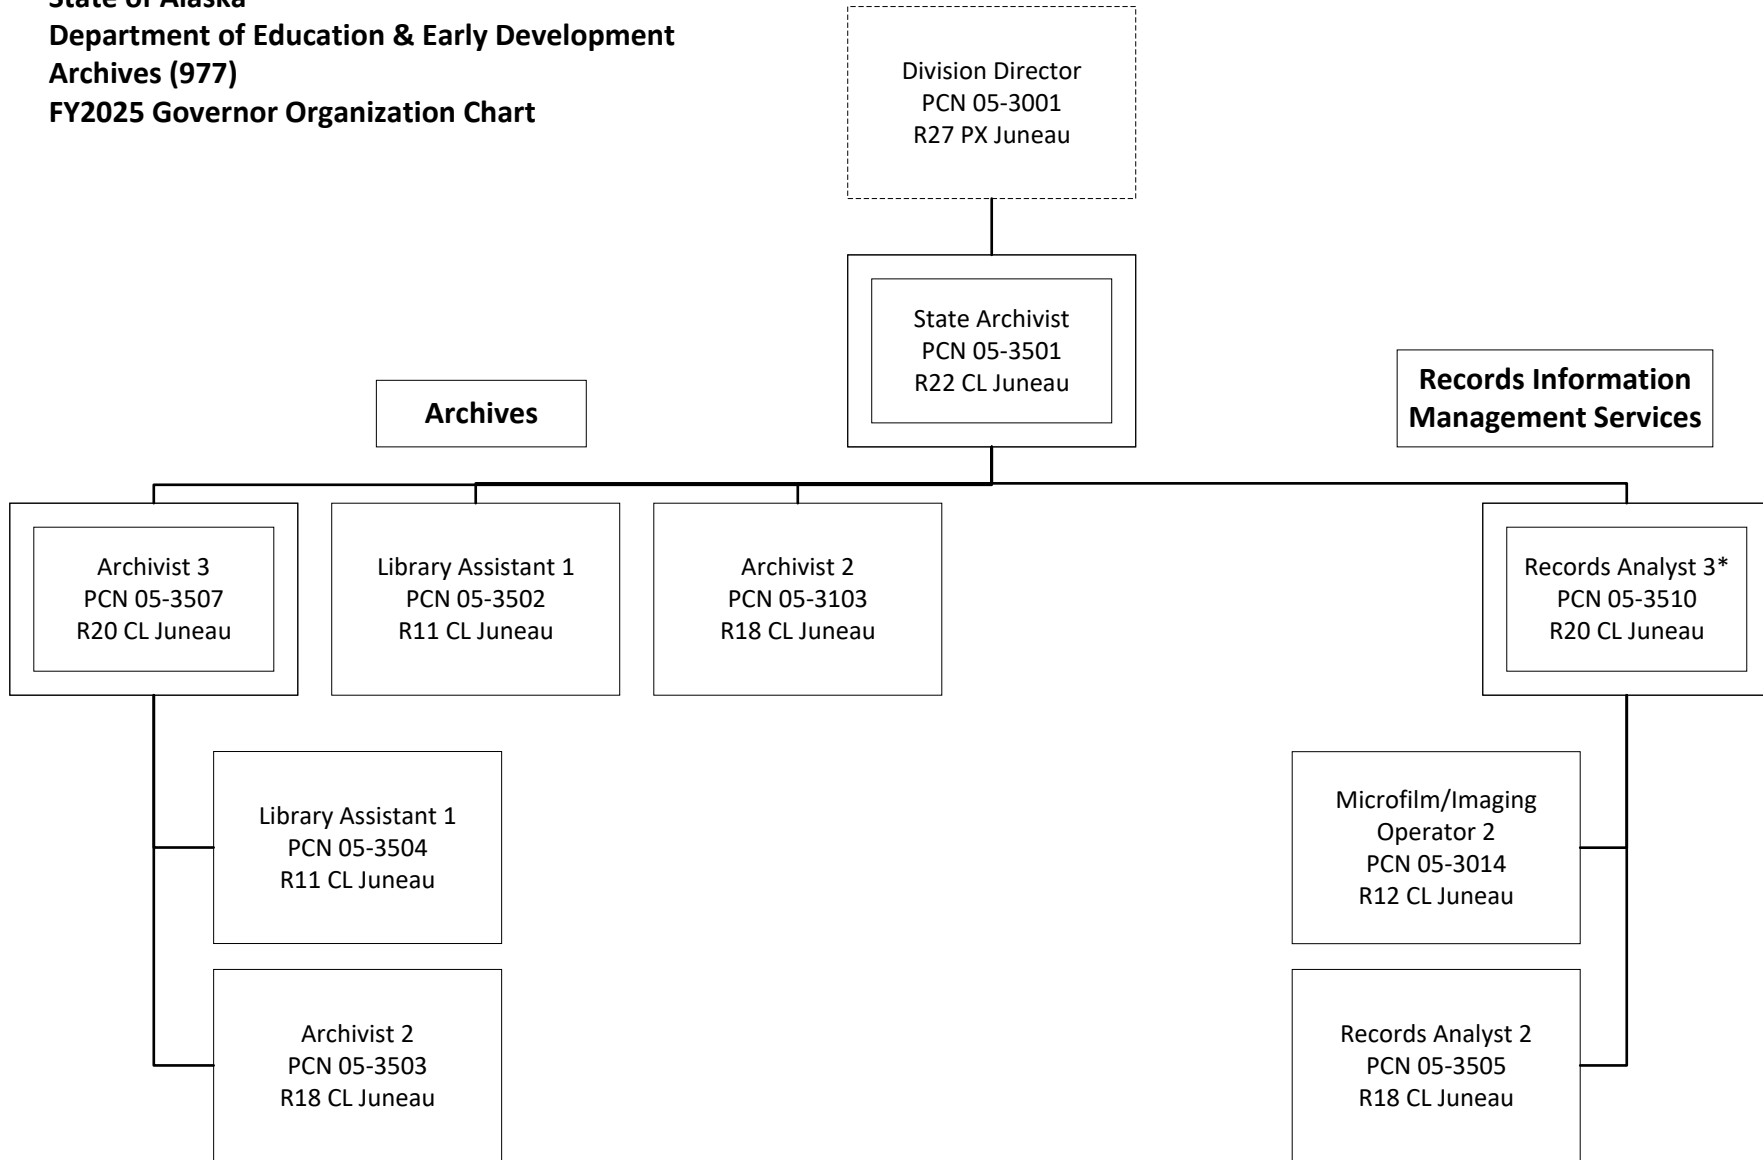 State of Alaska
Department of Education & Early Development
Archives (977)
FY2025 Governor Organization Chart
Division Director
PCN 05-3001
R27 PX Juneau
State Archivist
PCN 05-3501
R22 CL Juneau
Archives
Records Information
Management Services
Archivist 3
PCN 05-3507
R20 CL Juneau
Library Assistant 1
PCN 05-3502
R11 CL Juneau
Archivist 2
PCN 05-3103
R18 CL Juneau
Records Analyst 3*
PCN 05-3510
R20 CL Juneau
Library Assistant 1
PCN 05-3504
R11 CL Juneau
Microfilm/Imaging
Operator 2
PCN 05-3014
R12 CL Juneau
Archivist 2
PCN 05-3503
R18 CL Juneau
Records Analyst 2
PCN 05-3505
R18 CL Juneau